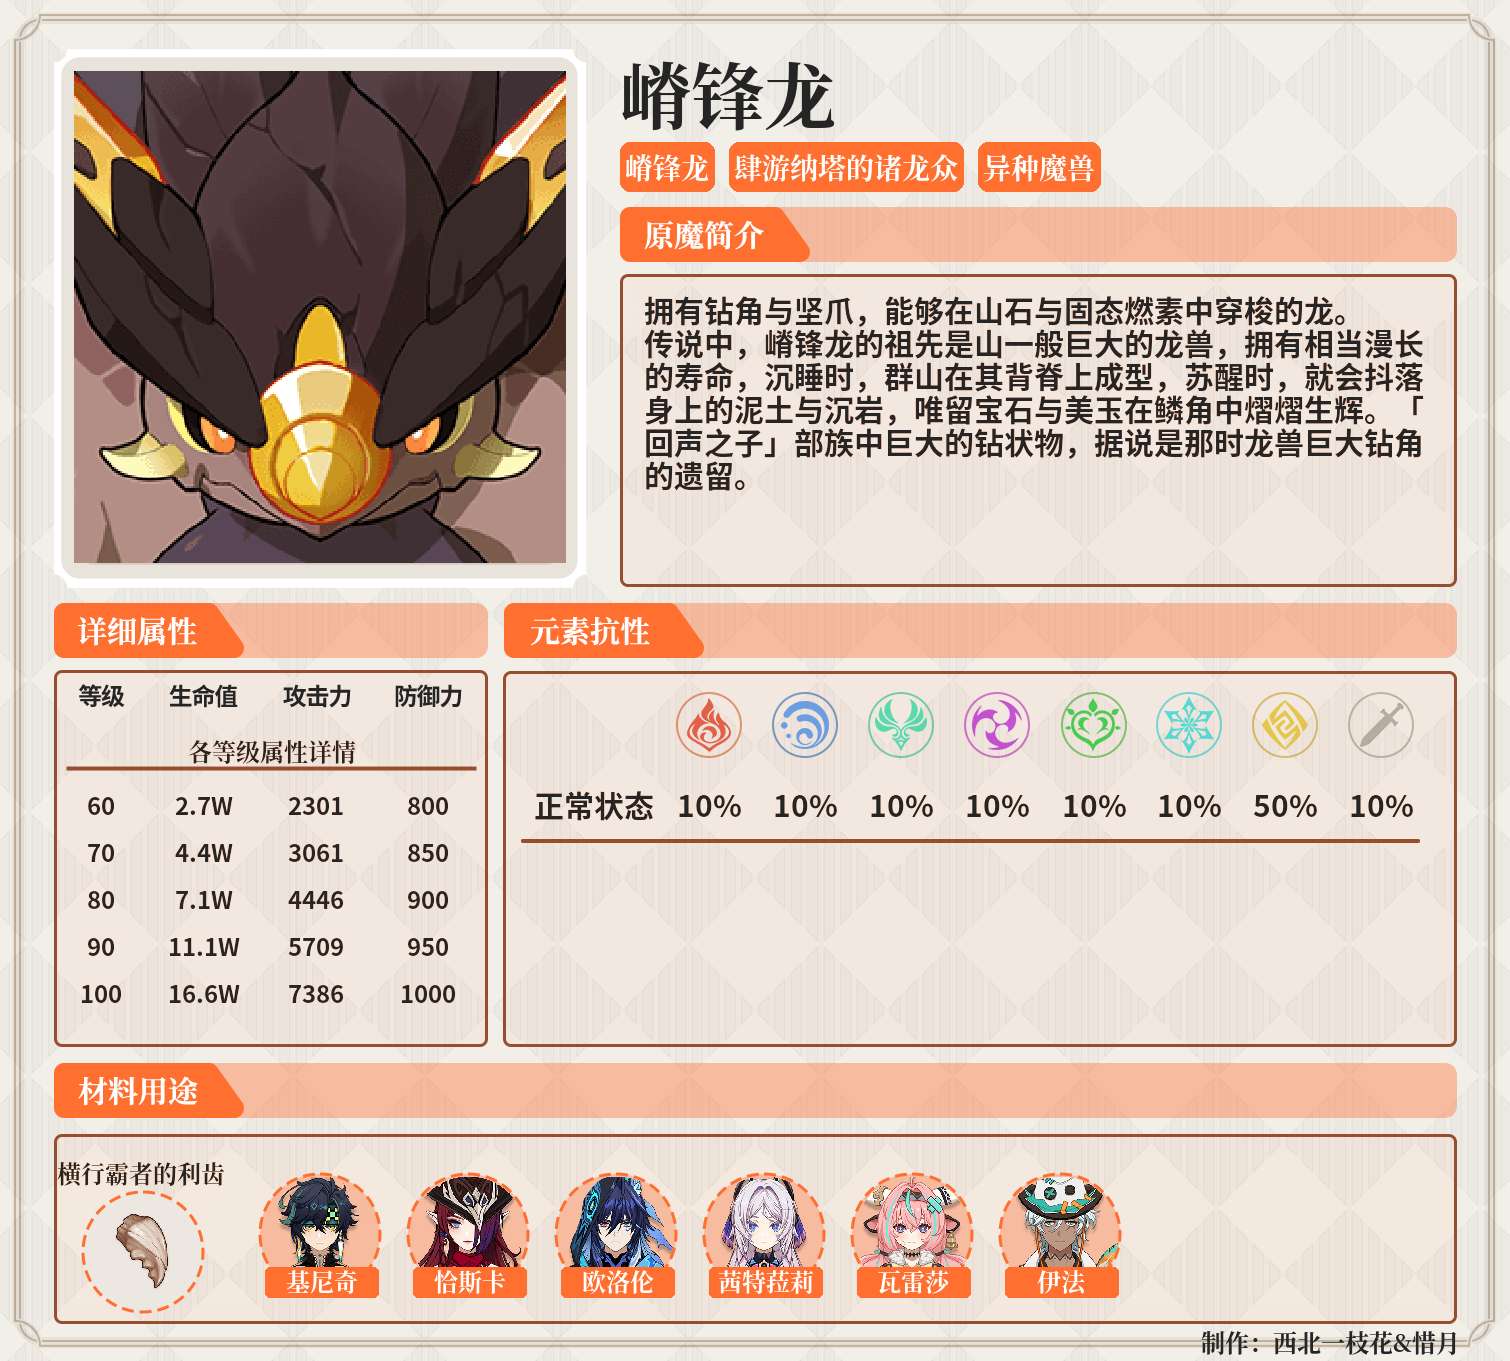 嵴锋龙
嵴锋龙 肆游纳塔的诸龙众 异种魔兽
原魔简介
拥有钻角与坚爪，能够在山石与固态燃素中穿梭的龙。
传说中，嵴锋龙的祖先是山一般巨大的龙兽，拥有相当漫长
的寿命，沉睡时，群山在其背脊上成型，苏醒时，就会抖落
身上的泥土与沉岩，唯留宝石与美玉在鳞角中熠熠生辉。「
回声之子」部族中巨大的钻状物，据说是那时龙兽巨大钻角
的遗留。
详细属性
等级 生命值 攻击力 防御力
各等级属性详情
60 2.7W 2301 800
70 4.4W 3061 850
80 7.1W 4446 900
90 11.1W 5709 950
100 16.6W 7386 1000
元素抗性
正常状态 10% 10% 10% 10% 10% 10% 50% 10%
材料用途
横行霸者的利齿
基尼奇 恰斯卡 欧洛伦 茜特菈莉 瓦雷莎 伊法
制作：西北一枝花&惜月